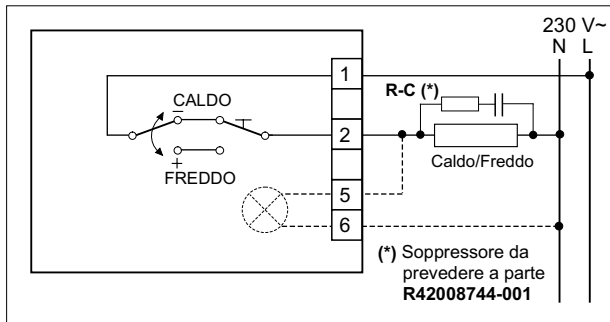 230 V~
N L
1
R-C (*)
CALDO
–
2
+
FREDDO
Caldo/Freddo
5
6
(*) Soppressore da
prevedere a parte
R42008744-001